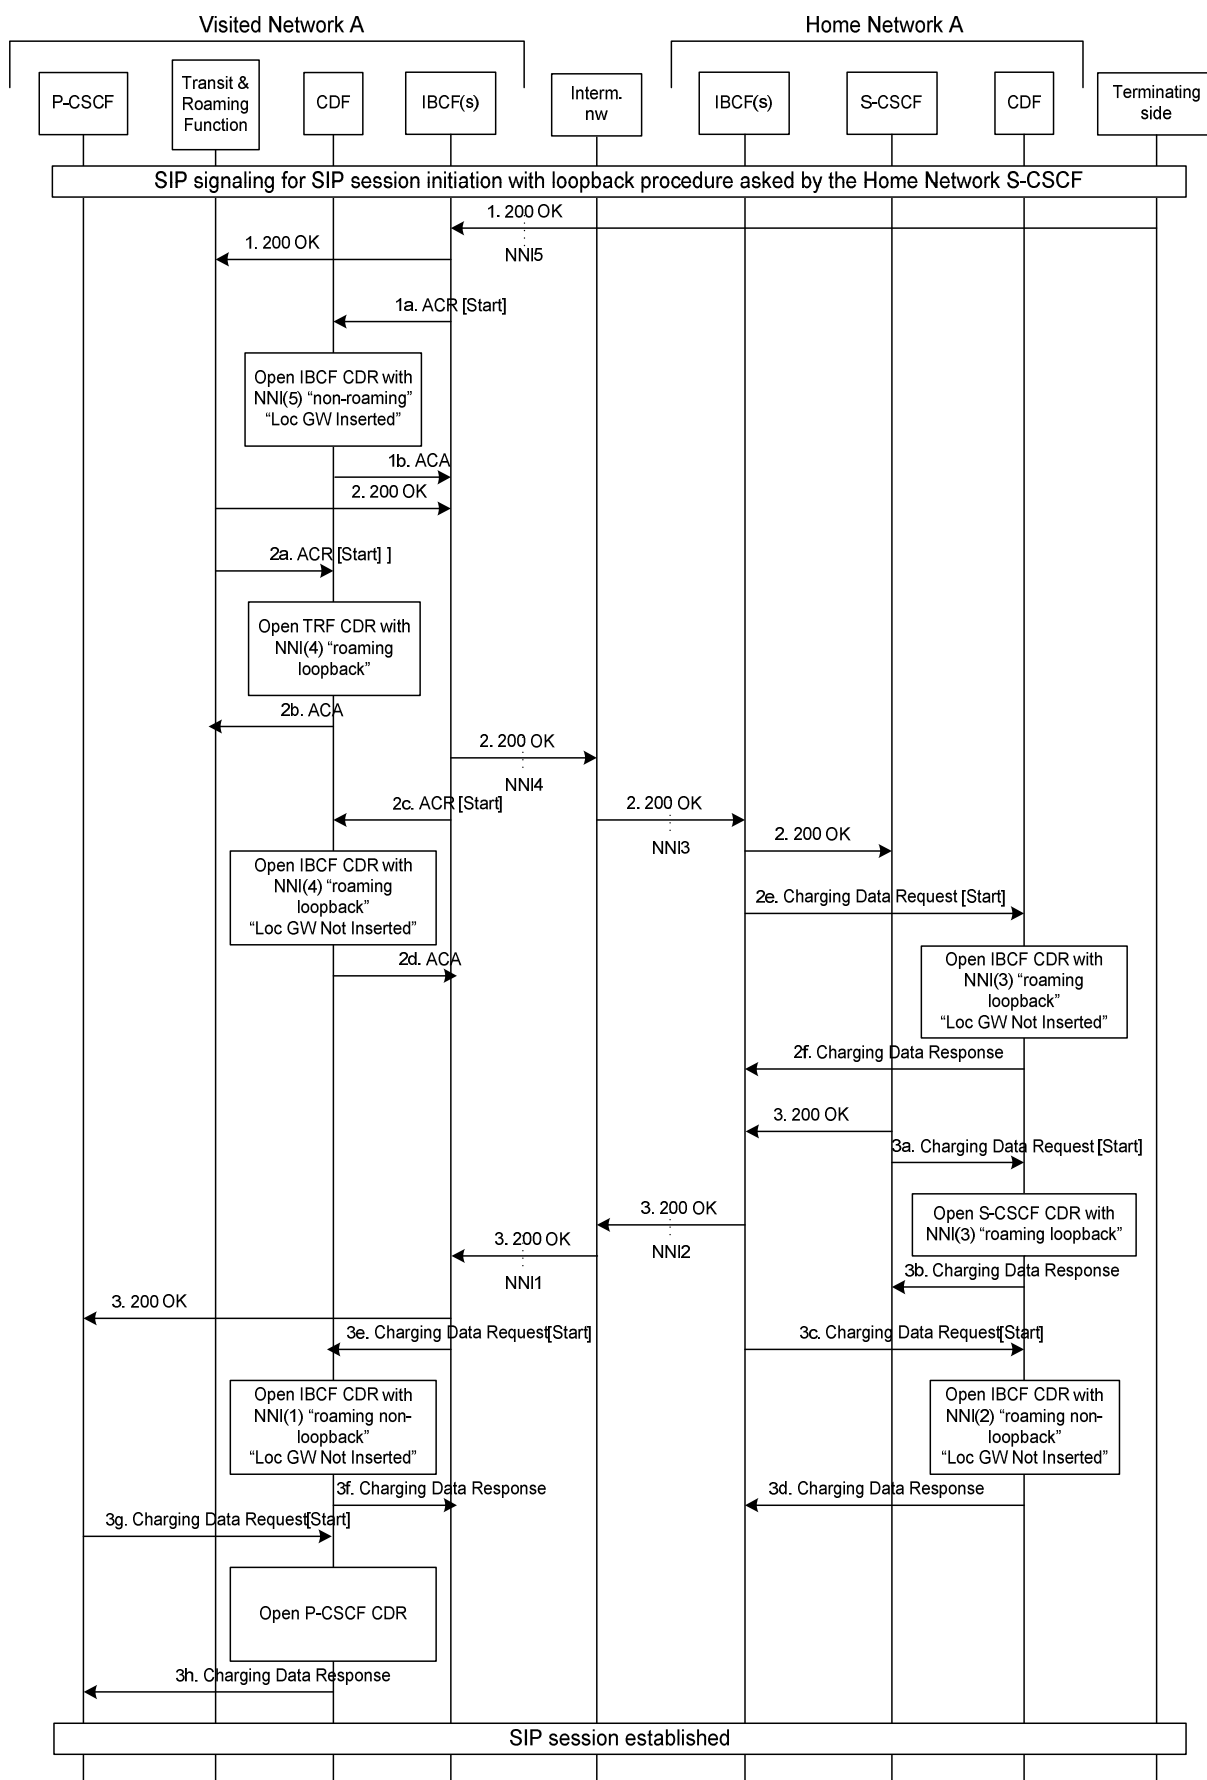 Visited Network A
Home Network A
P-CSCF
Transit &
Roaming
Function
CDF
IBCF(s)
Interm.
nw
IBCF(s)
S-CSCF
CDF
Terminating
side
SIP signaling for SIP session initiation with loopback procedure asked by the Home Network S-CSCF
1. 200 OK
NNI5
1. 200 OK
1a. ACR [Start]
Open IBCF CDR with
NNI(5) “non-roaming”
“Loc GW Inserted”
1b. ACA
2. 200 OK
2a. ACR [Start] ]
Open TRF CDR with
NNI(4) “roaming
loopback”
2b. ACA
2. 200 OK
NNI4
2c. ACR [Start]
2. 200 OK
NNI3
2. 200 OK
Open IBCF CDR with
NNI(4) “roaming
loopback”
“Loc GW Not Inserted”
2e. Charging Data Request [Start]
2d. ACA
Open IBCF CDR with
NNI(3) “roaming
loopback”
“Loc GW Not Inserted”
2f. Charging Data Response
3. 200 OK
3a. Charging Data Request [Start]
Open S-CSCF CDR with
NNI(3) “roaming loopback”
3. 200 OK
NNI2
3. 200 OK
NNI1
3b. Charging Data Response
3. 200 OK
3e. Charging Data Request[Start]
3c. Charging Data Request[Start]
Open IBCF CDR with
NNI(1) “roaming non-
loopback”
“Loc GW Not Inserted”
Open IBCF CDR with
NNI(2) “roaming non-
loopback”
“Loc GW Not Inserted”
3f. Charging Data Response
3d. Charging Data Response
3g. Charging Data Request[Start]
Open P-CSCF CDR
3h. Charging Data Response
SIP session established